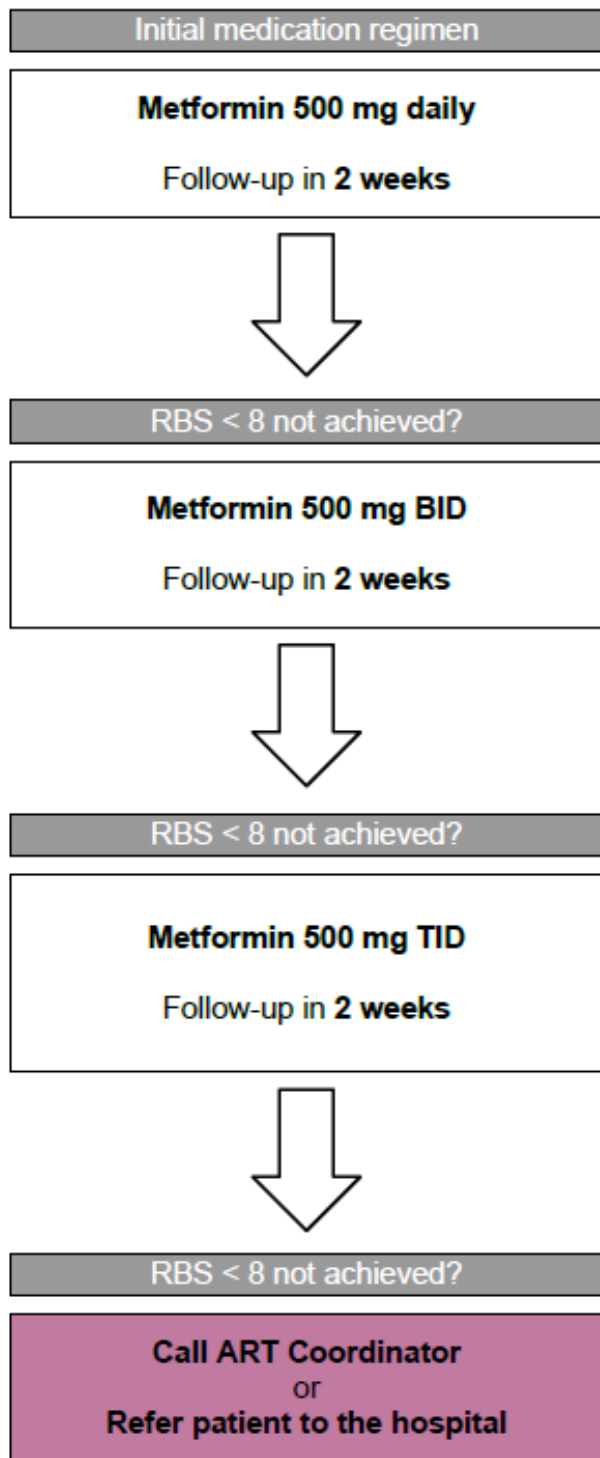 Initial medication regimen
Metformin 500 mg daily
Follow-up in 2 weeks
RBS < 8 not achieved?
Metformin 500 mg BID
Follow-up in 2 weeks
RBS < 8 not achieved?
Metformin 500 mg TID
Follow-up in 2 weeks
RBS < 8 not achieved?
Call ART Coordinator
or
Refer patient to the hospital